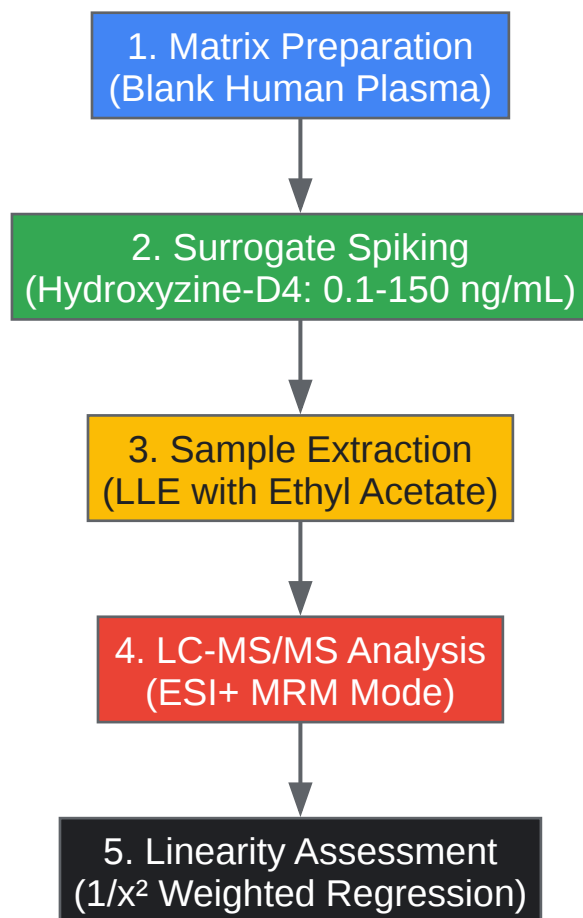 1. Matrix Preparation
(Blank Human Plasma)
2. Surrogate Spiking
(Hydroxyzine-D4: 0.1-150 ng/mL)
3. Sample Extraction
(LLE with Ethyl Acetate)
4. LC-MS/MS Analysis
(ESI+ MRM Mode)
5. Linearity Assessment
(1/x² Weighted Regression)